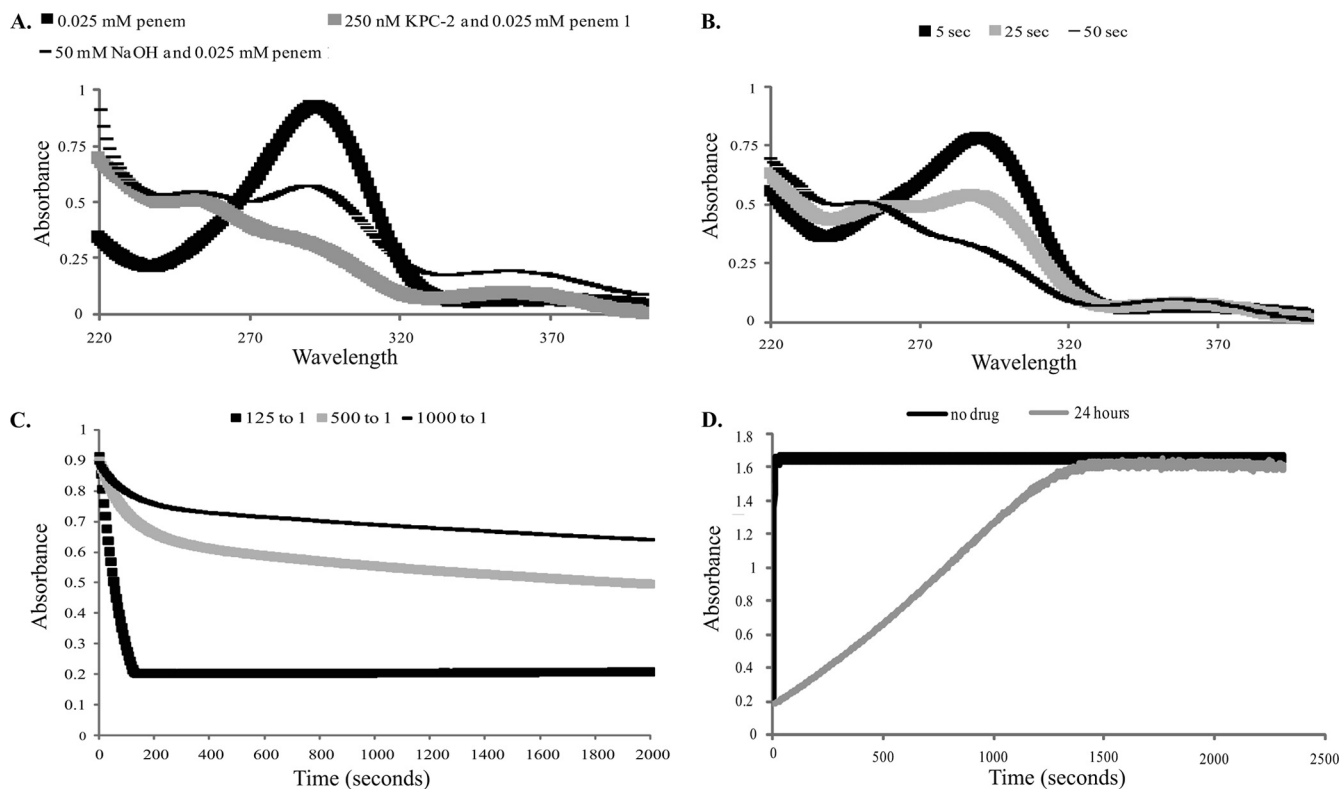 A.
0.025 mM penem
250 nM KPC-2 and 0.025 mM penem 1
50 mM NaOH and 0.025 mM penem
1
0.75
0.5
0.25
0
Absorbance
220 270 320 370
Wavelength
B.
5 sec 25 sec 50 sec
1
0.75
0.5
0.25
0
Absorbance
220 270 320 370
Wavelength
C.
125 to 1 500 to 1 1000 to 1
1
0.9
0.8
0.7
0.6
0.5
0.4
0.3
0.2
0.1
0
Absorbance
0 200 400 600 800 1000 1200 1400 1600 1800 2000
Time (seconds)
D.
no drug 24 hours
1.8
1.6
1.4
1.2
1
0.8
0.6
0.4
0.2
0
Absorbance
0 500 1000 1500 2000 2500
Time (seconds)